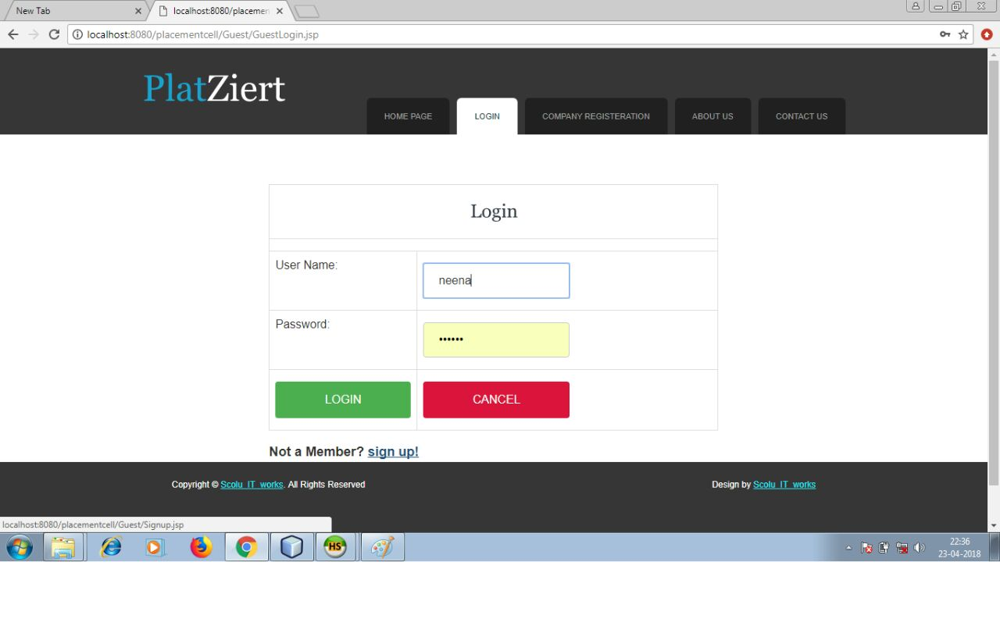 New Tab
localhost:8080/placemen
localhost:8080/placementcell/Guest/GuestLogin.jsp
PlatZiert
HOME PAGE
LOGIN
COMPANY REGISTERATION
ABOUT US
CONTACT US
Login
User Name:
neena
Password:
LOGIN
CANCEL
Not a Member? sign up!
Copyright © Scolu_IT_works. All Rights Reserved
Design by Scolu_IT_works
localhost:8080/placementcell/Guest/Signup.jsp
HS
22:36
23-04-2018